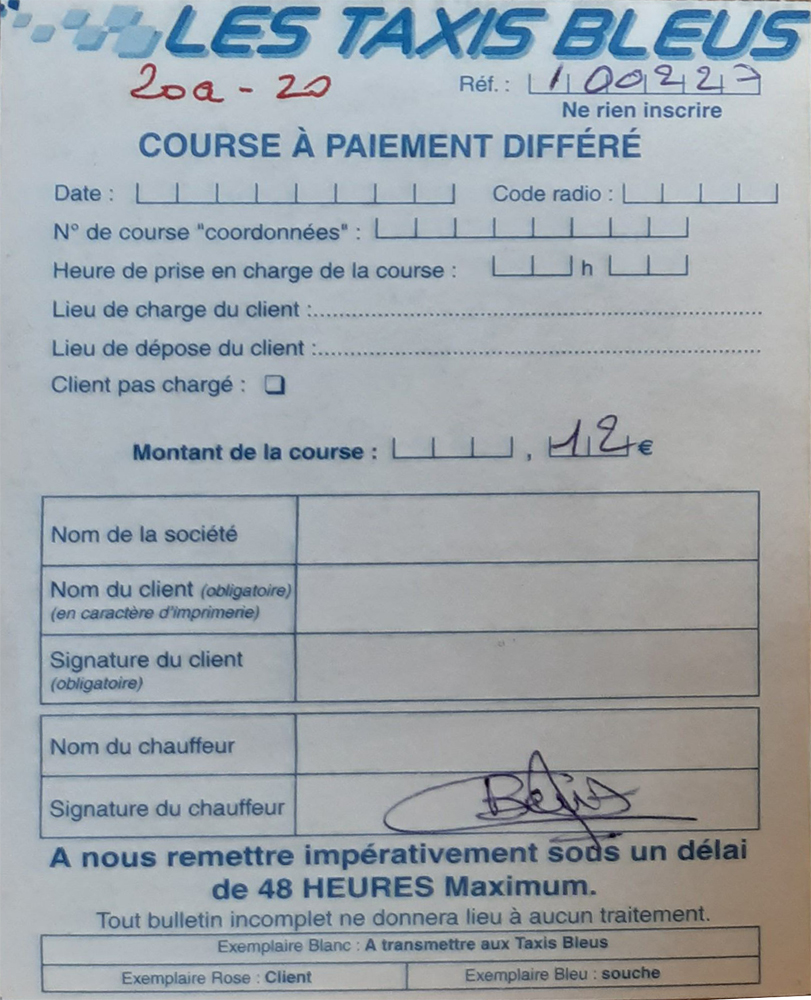 LES TAXIS BLEUS
20a - 20
Réf. : 1009227
Ne rien inscrire
COURSE À PAIEMENT DIFFÉRÉ
Date :
Code radio :
N° de course "coordonnées" :
Heure de prise en charge de la course : h
Lieu de charge du client :
Lieu de dépose du client :
Client pas chargé :
Montant de la course : , 12 €
Nom de la société
Nom du client (obligatoire)
(en caractère d'imprimerie)
Signature du client
(obligatoire)
Nom du chauffeur
Signature du chauffeur
A nous remettre impérativement sous un délai
de 48 HEURES Maximum.
Tout bulletin incomplet ne donnera lieu à aucun traitement.
Exemplaire Blanc : A transmettre aux Taxis Bleus
Exemplaire Rose : Client
Exemplaire Bleu : souche